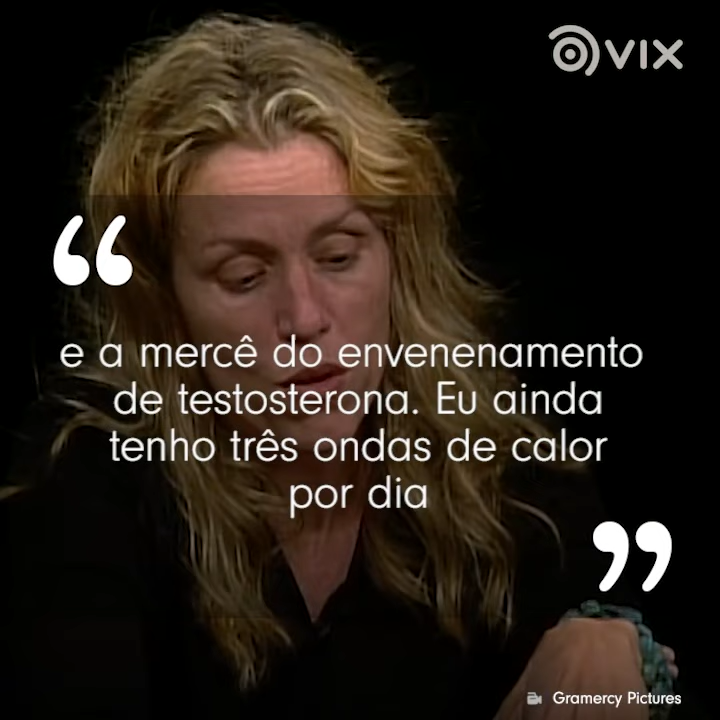 VIX
“
e a mercê do envenenamento
de testosterona. Eu ainda
tenho três ondas de calor
por dia
”
Gramercy Pictures